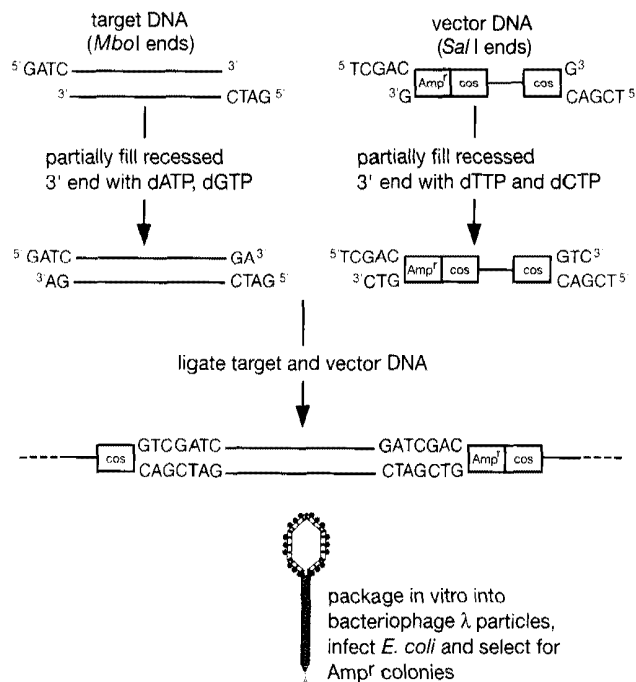 target DNA
(MboI ends)
vector DNA
(Sal I ends)
5' GATC 3'
3' CTAG 5'
5' TCGAC Ampr cos cos G3'
3'G CAGCT 5'
partially fill recessed
3' end with dATP, dGTP
partially fill recessed
3' end with dTTP and dCTP
5' GATC GA3'
3'AG CTAG 5'
5'TCGAC Ampr cos cos GTC3'
3'CTG CAGCT5'
ligate target and vector DNA
cos GTCGATC GATCGAC Ampr cos
CAGCTAG CTAGCTG
package in vitro into
bacteriophage λ particles,
infect E. coli and select for
Ampr colonies